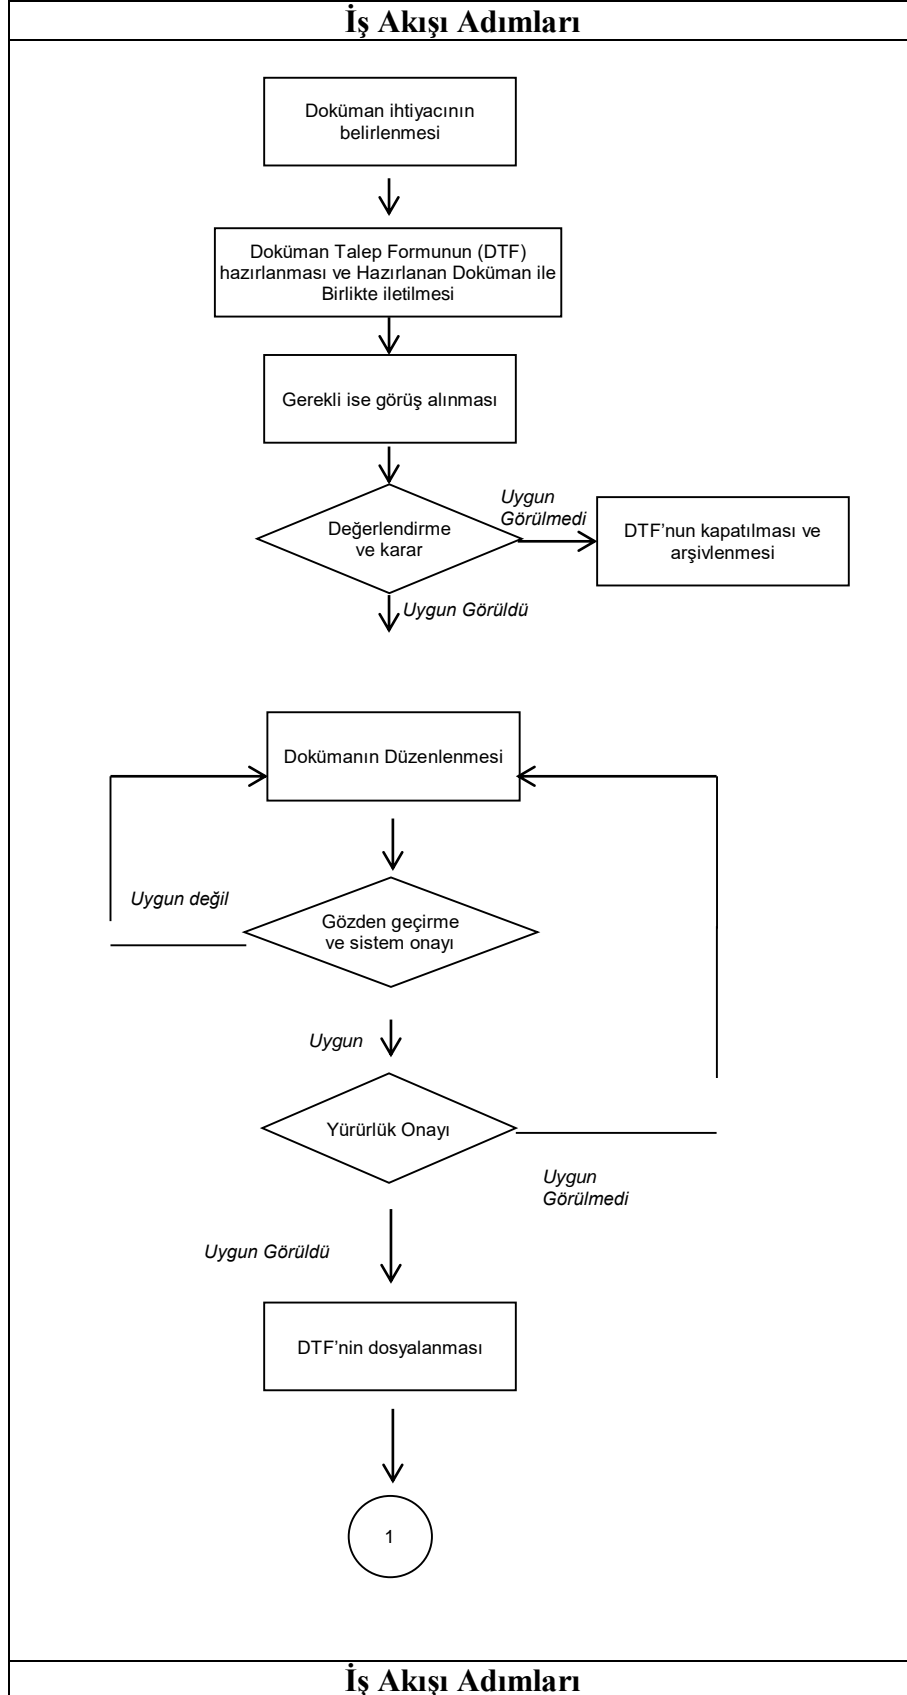 İş Akışı Adımları
Doküman ihtiyacının
belirlenmesi
Doküman Talep Formunun (DTF)
hazırlanması ve Hazırlanan Doküman ile
Birlikte iletilmesi
Gerekli ise görüş alınması
Değerlendirme
ve karar
Uygun
Görülmedi
DTF’nun kapatılması ve
arşivlenmesi
Uygun Görüldü
Dokümanın Düzenlenmesi
Uygun değil
Gözden geçirme
ve sistem onayı
Uygun
Yürürlük Onayı
Uygun
Görülmedi
Uygun Görüldü
DTF’nin dosyalanması
1
İş Akışı Adımları